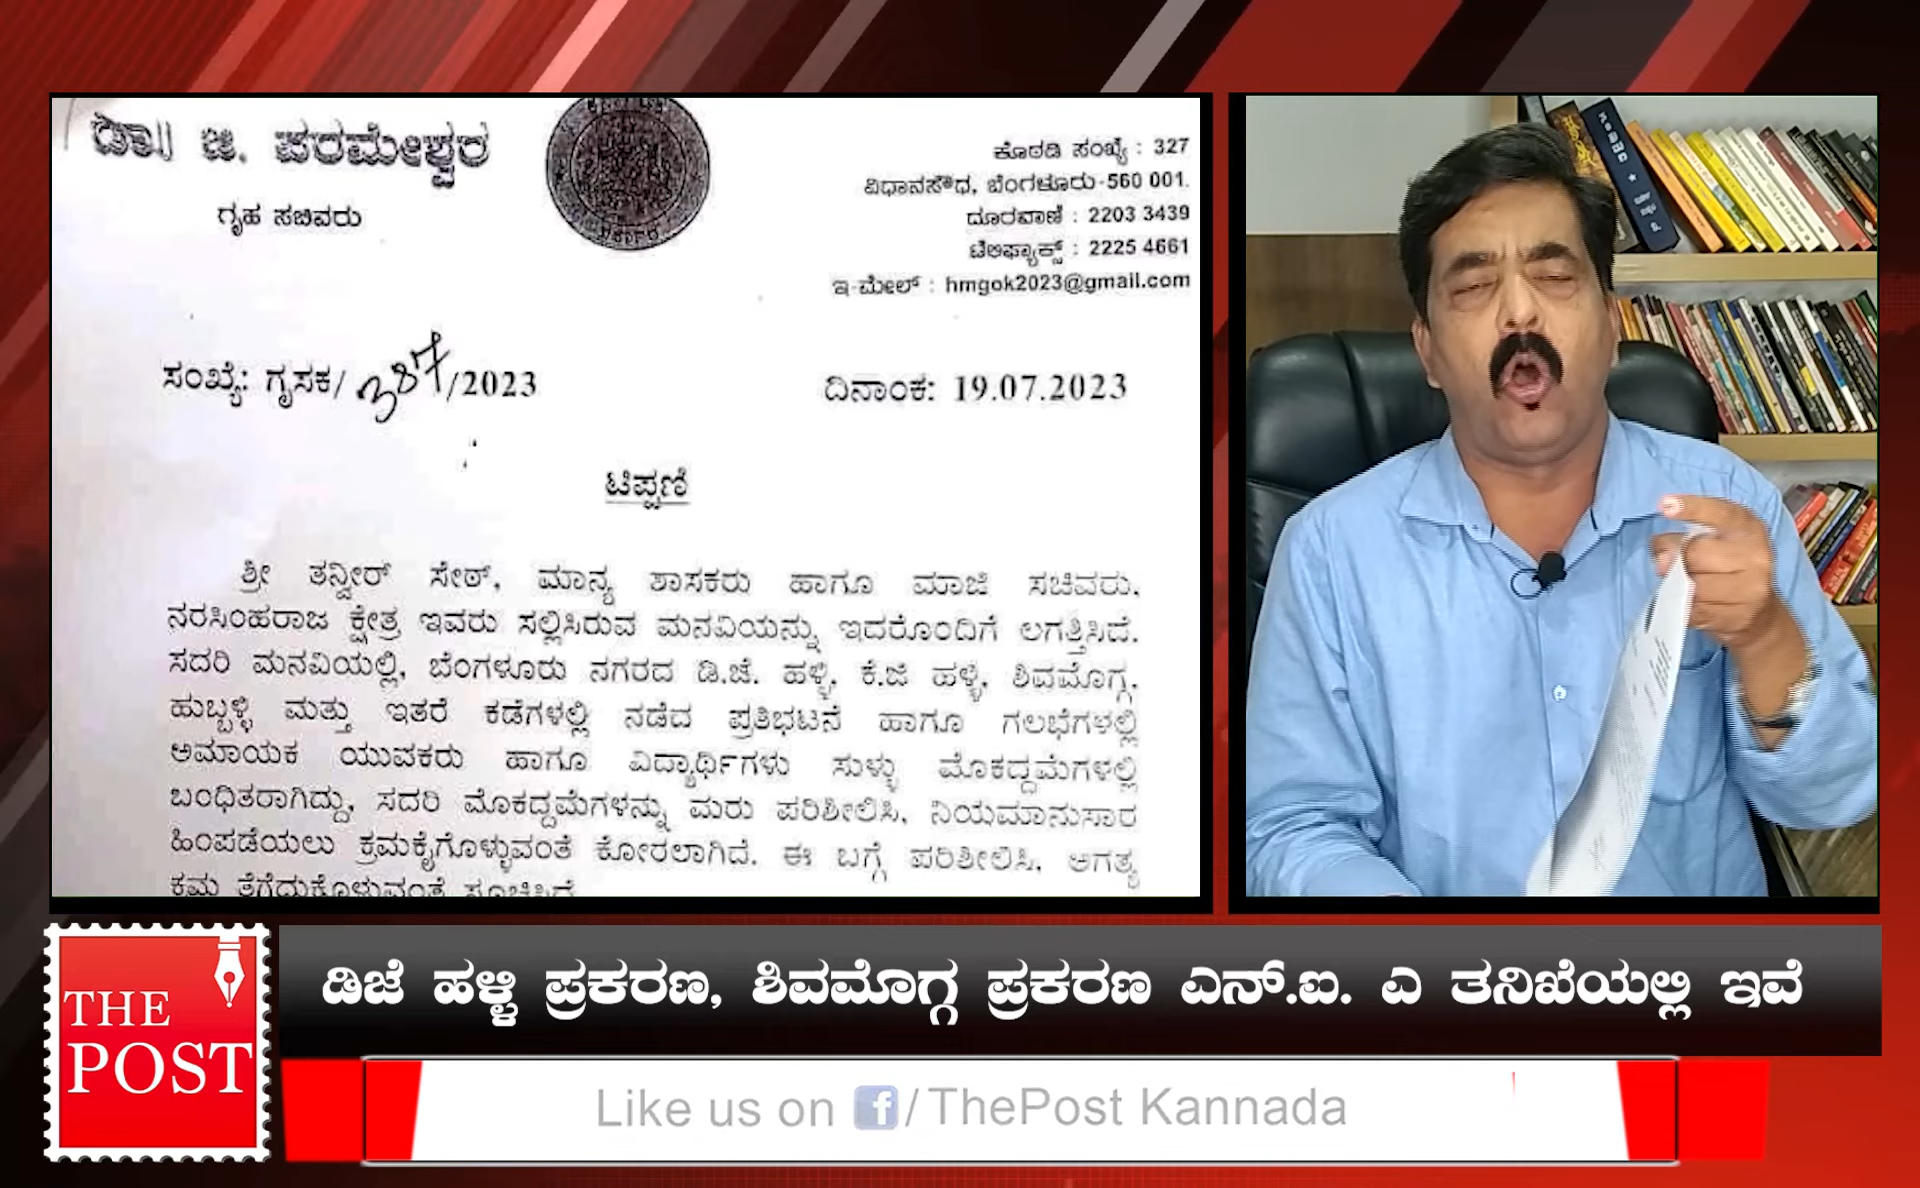 ಡಾ|| ಜಿ. ಪರಮೇಶ್ವರ
ಗೃಹ ಸಚಿವರು
ಕೊಠಡಿ ಸಂಖ್ಯೆ : 327
ವಿಧಾನಸೌಧ, ಬೆಂಗಳೂರು-560 001.
ದೂರವಾಣಿ : 2203 3439
ಟೆಲಿಫ್ಯಾಕ್ಸ್ : 2225 4661
ಇ-ಮೇಲ್ : hmgok2023@gmail.com
ಸಂಖ್ಯೆ: ಗೃಸಕ/387/2023
ದಿನಾಂಕ: 19.07.2023
ಟಿಪ್ಪಣಿ
ಶ್ರೀ ತನ್ವೀರ್ ಸೇಠ್, ಮಾನ್ಯ ಶಾಸಕರು ಹಾಗೂ ಮಾಜಿ ಸಚಿವರು,
ನರಸಿಂಹರಾಜ ಕ್ಷೇತ್ರ ಇವರು ಸಲ್ಲಿಸಿರುವ ಮನವಿಯನ್ನು ಇದರೊಂದಿಗೆ ಲಗತ್ತಿಸಿದೆ.
ಸದರಿ ಮನವಿಯಲ್ಲಿ, ಬೆಂಗಳೂರು ನಗರದ ಡಿ.ಜೆ. ಹಳ್ಳಿ, ಕೆ.ಜಿ ಹಳ್ಳಿ, ಶಿವಮೊಗ್ಗ,
ಹುಬ್ಬಳ್ಳಿ ಮತ್ತು ಇತರೆ ಕಡೆಗಳಲ್ಲಿ ನಡೆದ ಪ್ರತಿಭಟನೆ ಹಾಗೂ ಗಲಭೆಗಳಲ್ಲಿ
ಅಮಾಯಕ ಯುವಕರು ಹಾಗೂ ವಿದ್ಯಾರ್ಥಿಗಳು ಸುಳ್ಳು ಮೊಕದ್ದಮೆಗಳಲ್ಲಿ
ಬಂಧಿತರಾಗಿದ್ದು, ಸದರಿ ಮೊಕದ್ದಮೆಗಳನ್ನು ಮರು ಪರಿಶೀಲಿಸಿ, ನಿಯಮಾನುಸಾರ
ಹಿಂಪಡೆಯಲು ಕ್ರಮಕೈಗೊಳ್ಳುವಂತೆ ಕೋರಲಾಗಿದೆ. ಈ ಬಗ್ಗೆ ಪರಿಶೀಲಿಸಿ, ಅಗತ್ಯ
ಕ್ರಮ ತೆಗೆದುಕೊಳ್ಳುವಂತೆ ಸೂಚಿಸಿದೆ.
THE
POST
ಡಿಜೆ ಹಳ್ಳಿ ಪ್ರಕರಣ, ಶಿವಮೊಗ್ಗ ಪ್ರಕರಣ ಎನ್.ಐ. ಎ ತನಿಖೆಯಲ್ಲಿ ಇವೆ
Like us on f/ThePost Kannada